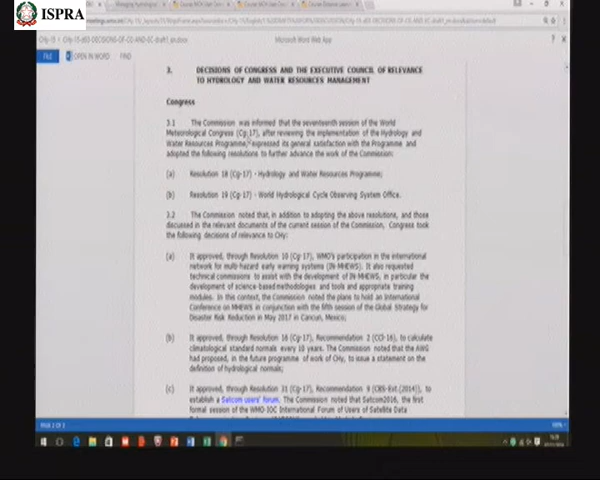 ISPRA
CHy-15 > CHy-15-d03-DECISIONS-OF-CG-AND-EC-draft1_en.docx
Microsoft Word Web App
FILE OPEN IN WORD FIND
3. DECISIONS OF CONGRESS AND THE EXECUTIVE COUNCIL OF RELEVANCE
TO HYDROLOGY AND WATER RESOURCES MANAGEMENT
Congress
3.1 The Commission was informed that the seventeenth session of the World
Meteorological Congress (Cg-17), after reviewing the implementation of the Hydrology and
Water Resources Programme, expressed its general satisfaction with the Programme and
adopted the following resolutions to further advance the work of the Commission:
(a) Resolution 18 (Cg-17) - Hydrology and Water Resources Programme;
(b) Resolution 19 (Cg-17) - World Hydrological Cycle Observing System Office.
3.2 The Commission noted that, in addition to adopting the above resolutions, and those
discussed in the relevant documents of the current session of the Commission, Congress took
the following decisions of relevance to CHy:
(a) It approved, through Resolution 10 (Cg-17), WMO's participation in the international
network for multi-hazard early warning systems (IN-MHEWS). It also requested
technical commissions to assist with the development of IN-MHEWS, in particular the
development of science-based methodologies and tools and appropriate training
modules. In this context, the Commission noted the plans to hold an International
Conference on MHEWS in conjunction with the fifth session of the Global Strategy for
Disaster Risk Reduction in May 2017 in Cancun, Mexico;
(b) It approved, through Resolution 16 (Cg-17), Recommendation 2 (CCl-16), to calculate
climatological standard normals every 10 years. The Commission noted that the AWG
had proposed, in the future programme of work of CHy, to issue a statement on the
definition of hydrological normals;
(c) It approved, through Resolution 31 (Cg-17), Recommendation 9 (CBS-Ext.(2014)), to
establish a Satcom users' forum. The Commission noted that Satcom2016, the first
formal session of the WMO-IOC International Forum of Users of Satellite Data